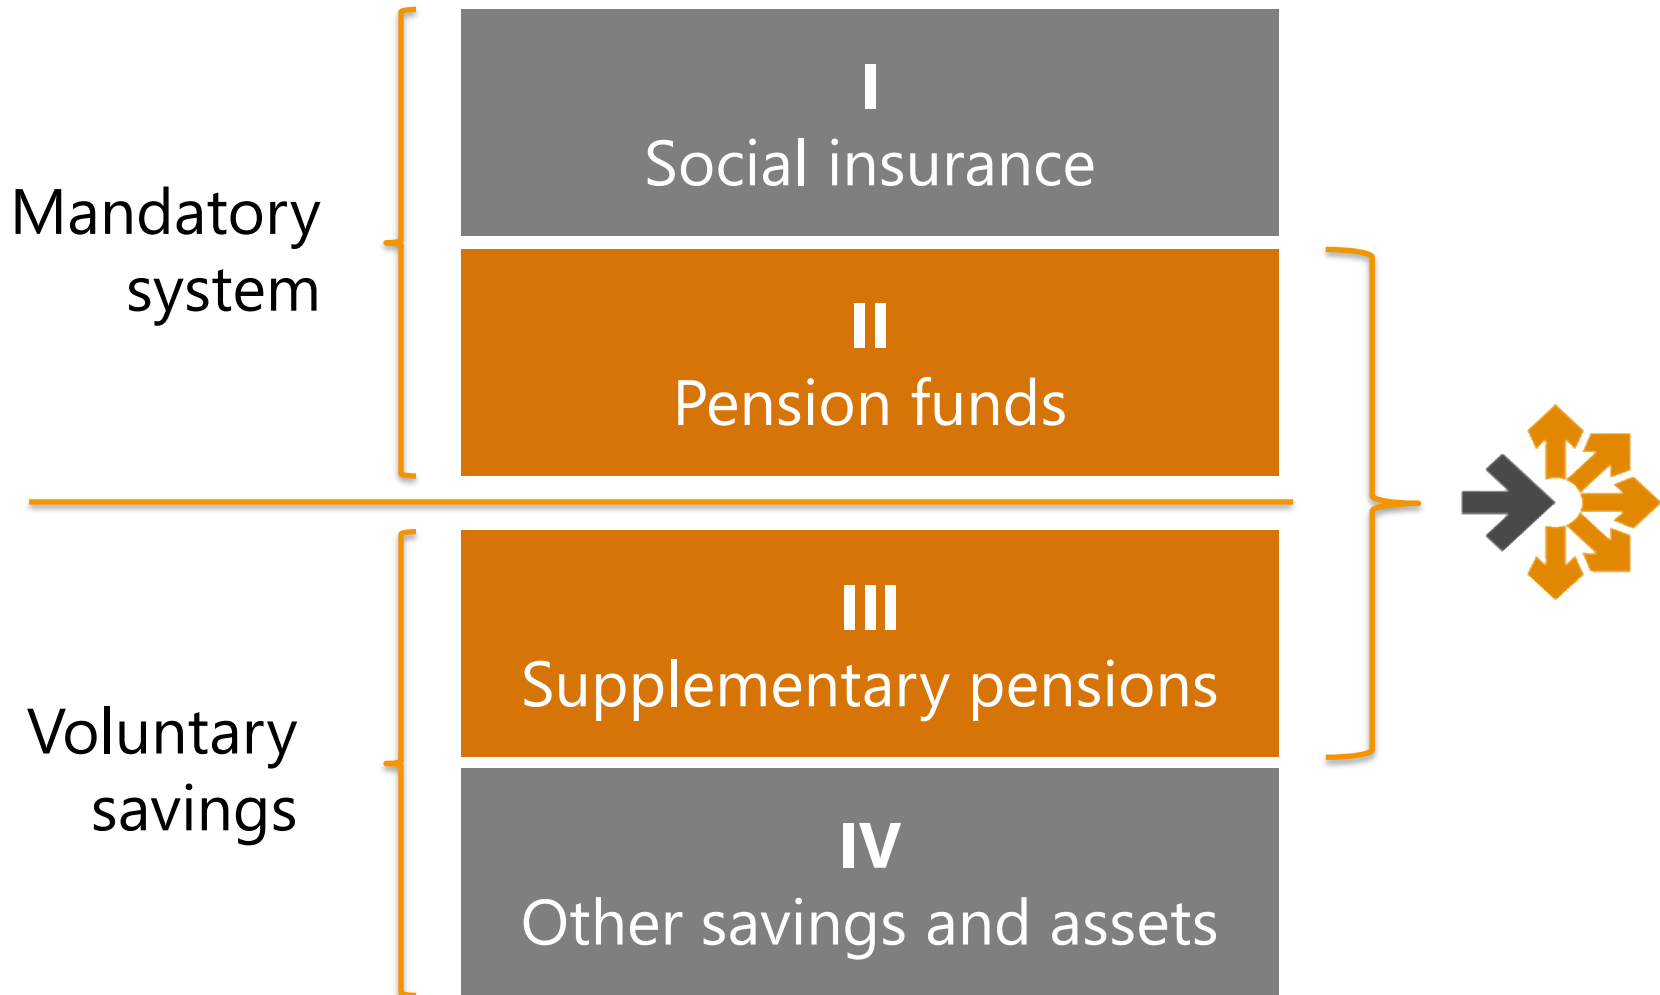 Mandatory
system
I
Social insurance
II
Pension funds
Voluntary
savings
III
Supplementary pensions
IV
Other savings and assets